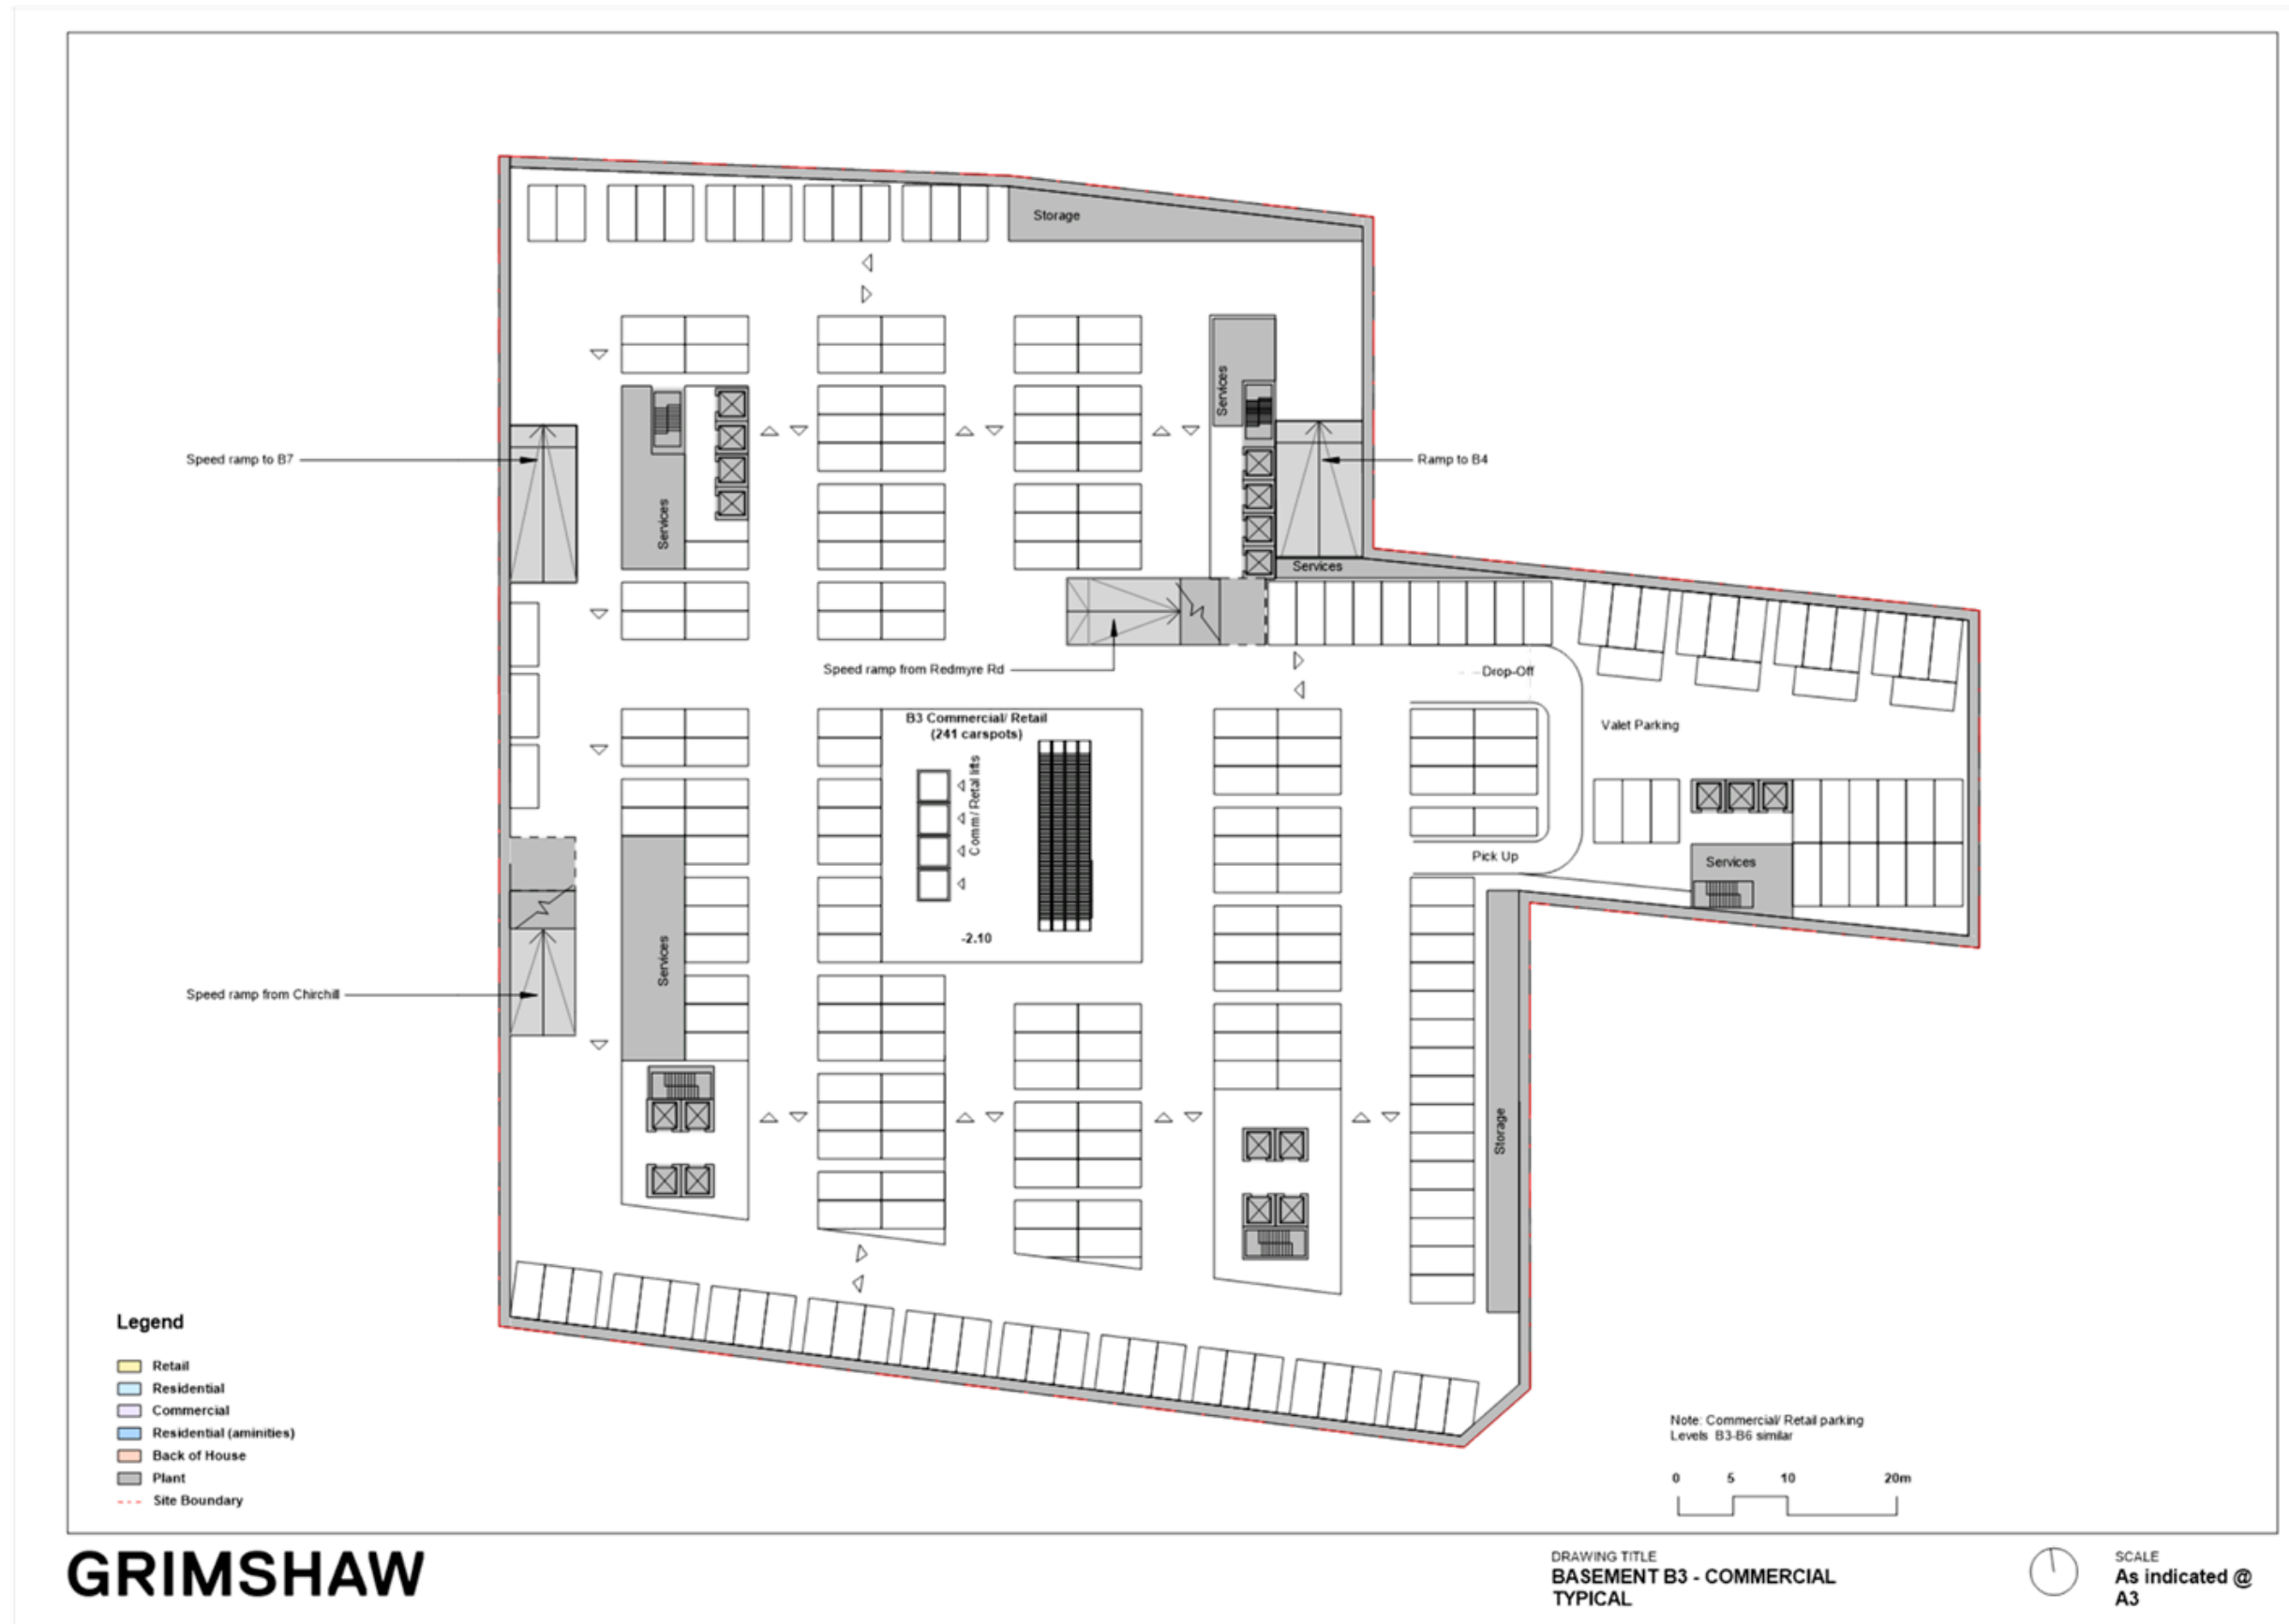 Storage
Services
Services
Speed ramp to B7
Ramp to B4
Services
Speed ramp from Redmyre Rd
Drop-Off
B3 Commercial/ Retail
(241 carspots)
Valet Parking
Comm/ Retal lifts
Pick Up
Services
Services
-2.10
Speed ramp from Chirchill
Storage
Legend
Retail
Residential
Commercial
Residential (aminities)
Back of House
Plant
Site Boundary
Note: Commercial/ Retail parking
Levels B3-B6 similar
0 5 10 20m
GRIMSHAW
DRAWING TITLE
BASEMENT B3 - COMMERCIAL
TYPICAL
SCALE
As indicated @
A3